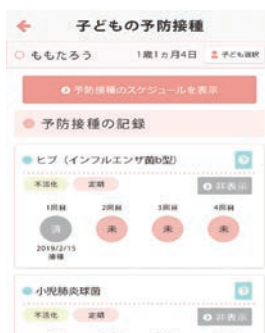 子どもの予防接種
ももたろう 1歳1ヵ月4日 子ども選択
予防接種のスケジュールを表示
予防接種の記録
ヒブ（インフルエンザ菌b型） ?
不活化 定期 非表示
1回目 2回目 3回目 4回目
済 未 未 未
2019/2/15
接種
小児肺炎球菌 ?
不活化 定期 非表示